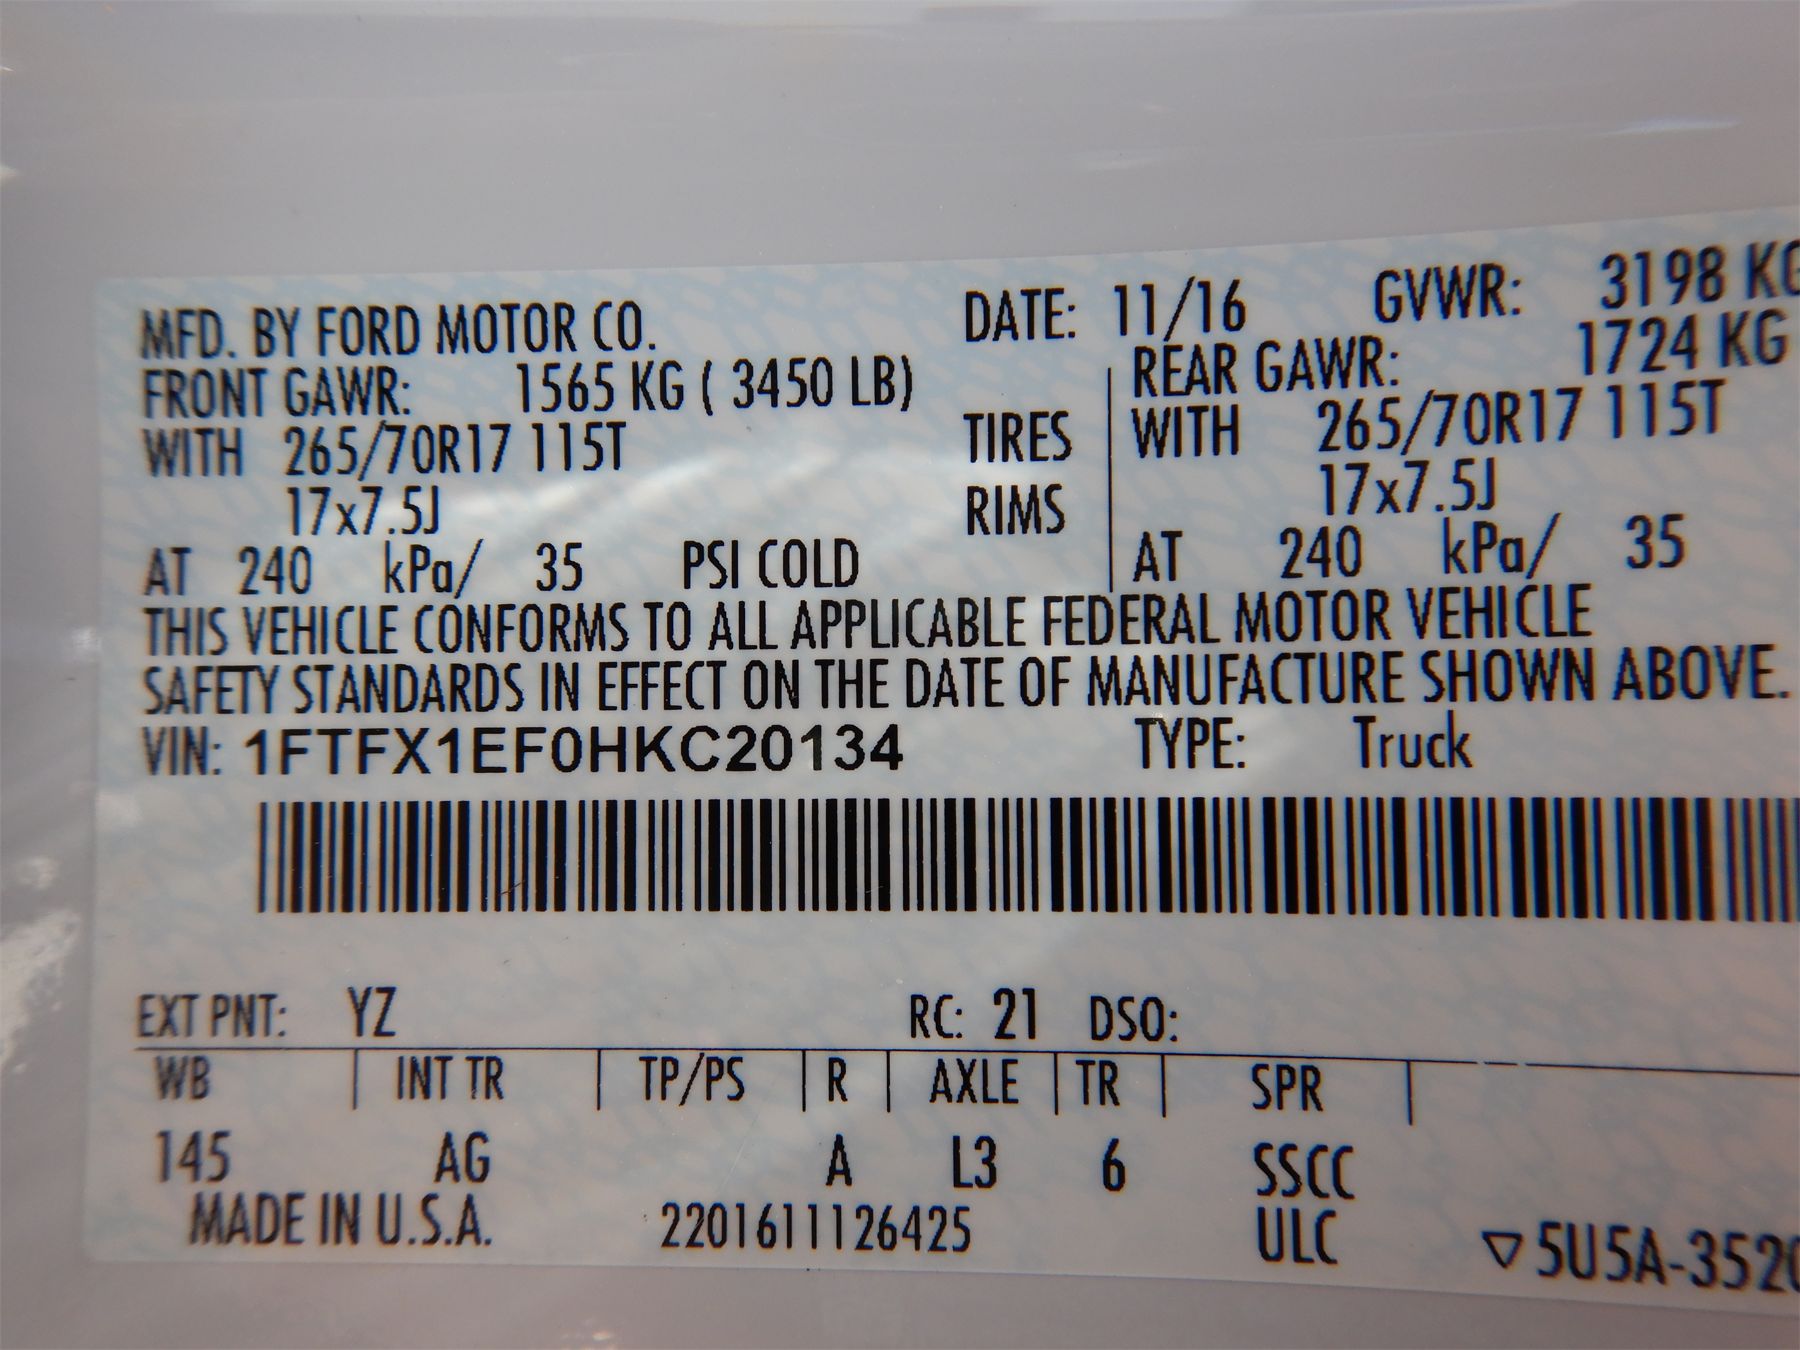 MFD. BY FORD MOTOR CO. DATE: 11/16 GVWR: 3198 KG
FRONT GAWR: 1565 KG ( 3450 LB) REAR GAWR: 1724 KG
WITH 265/70R17 115T TIRES WITH 265/70R17 115T
17x7.5J RIMS 17x7.5J
AT 240 kPa/ 35 PSI COLD AT 240 kPa/ 35
THIS VEHICLE CONFORMS TO ALL APPLICABLE FEDERAL MOTOR VEHICLE
SAFETY STANDARDS IN EFFECT ON THE DATE OF MANUFACTURE SHOWN ABOVE.
VIN: 1FTFX1EF0HKC20134 TYPE: Truck
EXT PNT: YZ RC: 21 DSO:
WB INT TR TP/PS R AXLE TR SPR
145 AG A L3 6 SSCC
MADE IN U.S.A. 2201611126425 ULC ▽5U5A-3520